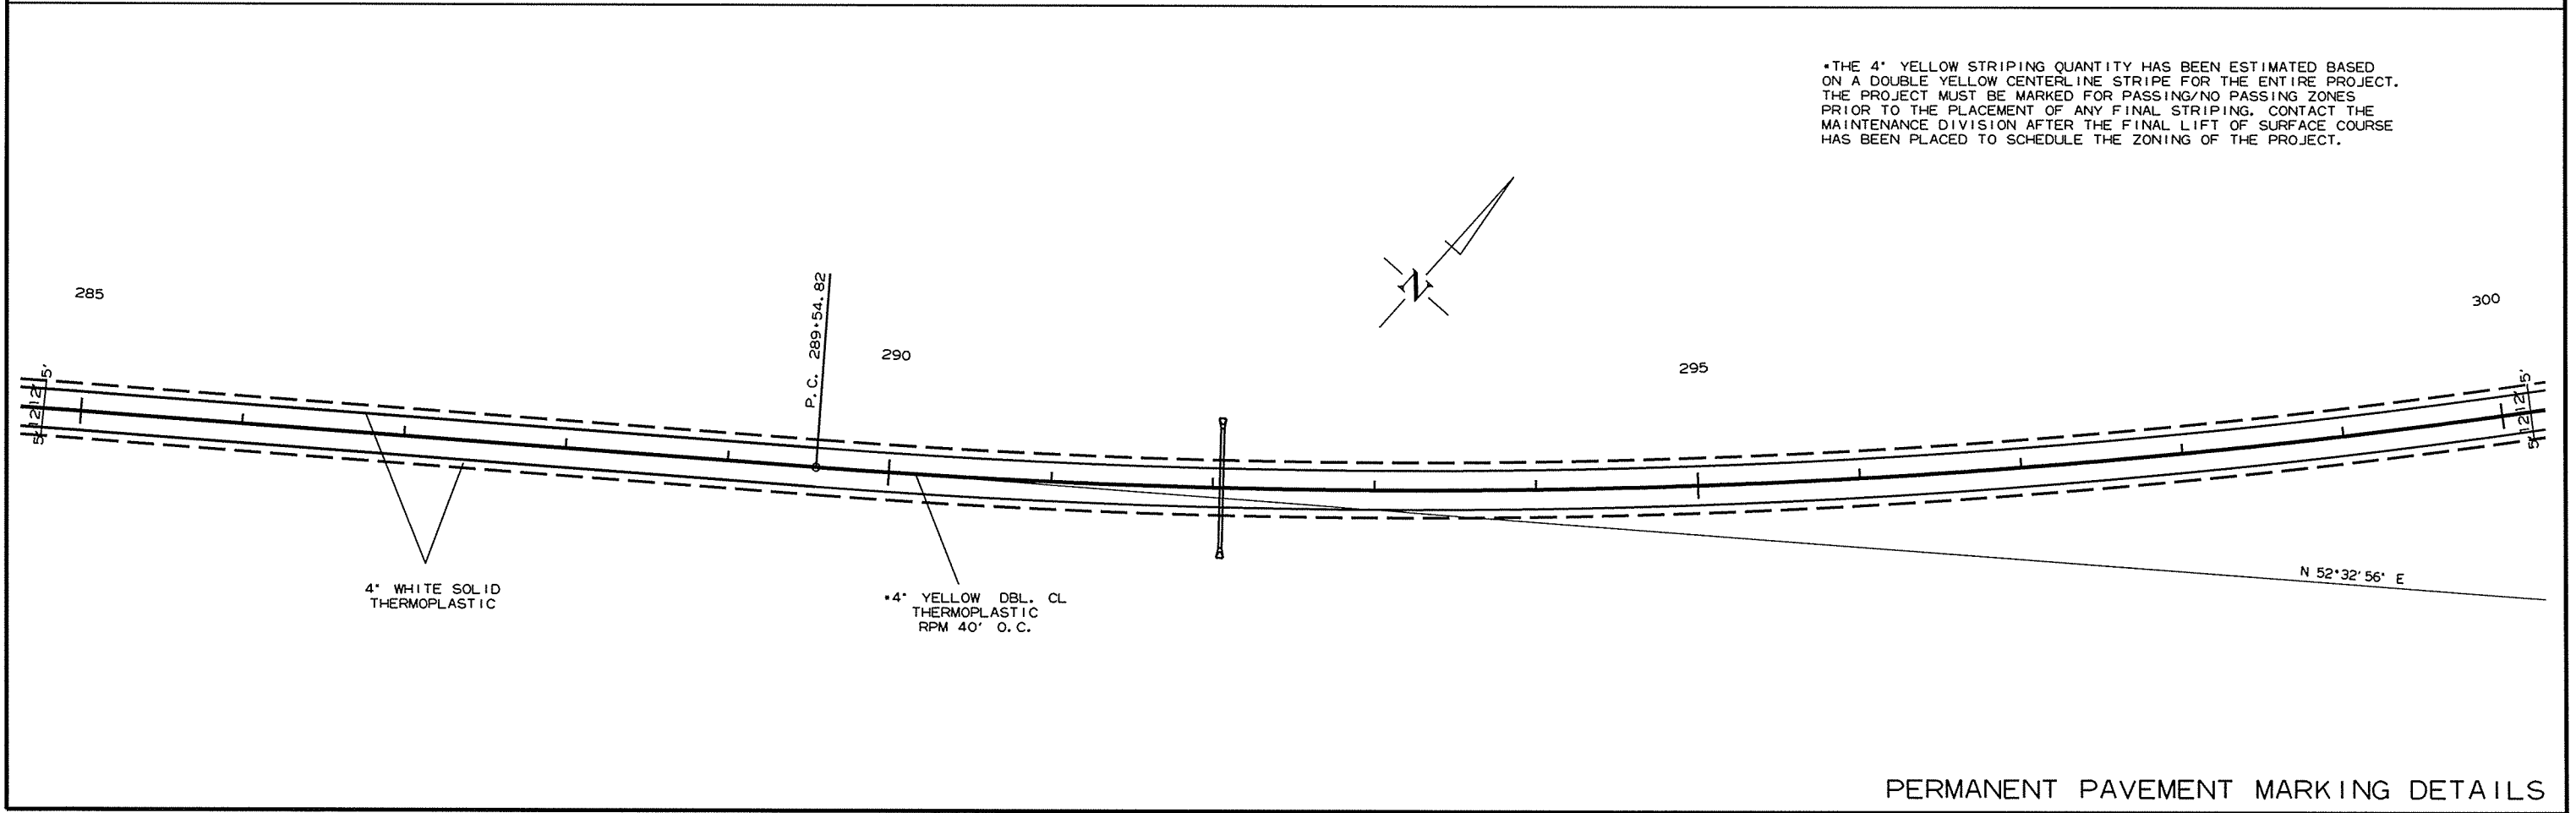 *THE 4" YELLOW STRIPING QUANTITY HAS BEEN ESTIMATED BASED
ON A DOUBLE YELLOW CENTERLINE STRIPE FOR THE ENTIRE PROJECT.
THE PROJECT MUST BE MARKED FOR PASSING/NO PASSING ZONES
PRIOR TO THE PLACEMENT OF ANY FINAL STRIPING. CONTACT THE
MAINTENANCE DIVISION AFTER THE FINAL LIFT OF SURFACE COURSE
HAS BEEN PLACED TO SCHEDULE THE ZONING OF THE PROJECT.
N
285
P.C. 289+54.82
290
295
300
5'
12'
12'
5'
5'
12'
12'
5'
4" WHITE SOLID
THERMOPLASTIC
*4" YELLOW DBL. CL
THERMOPLASTIC
RPM 40' O.C.
N 52°32'56" E
PERMANENT PAVEMENT MARKING DETAILS